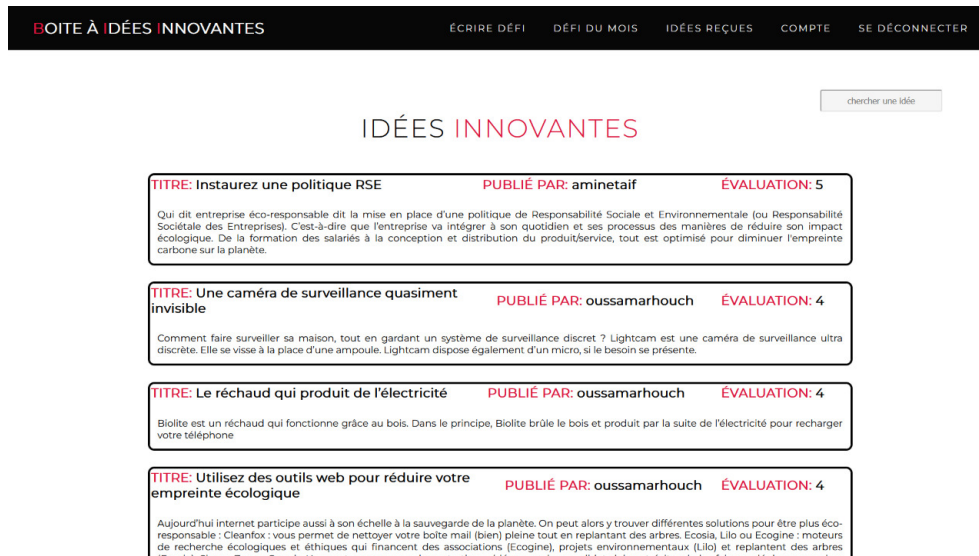 BOITE À IDÉES INNOVANTES ÉCRIRE DÉFI DÉFI DU MOIS IDÉES REÇUES COMPTE SE DÉCONNECTER
chercher une idée
IDÉES INNOVANTES
TITRE: Instaurez une politique RSE PUBLIÉ PAR: aminetaif ÉVALUATION: 5
Qui dit entreprise éco-responsable dit la mise en place d'une politique de Responsabilité Sociale et Environnementale (ou Responsabilité
Sociétale des Entreprises). C'est-à-dire que l'entreprise va intégrer à son quotidien et ses processus des manières de réduire son impact
écologique. De la formation des salariés à la conception et distribution du produit/service, tout est optimisé pour diminuer l'empreinte
carbone sur la planète.
TITRE: Une caméra de surveillance quasiment
invisible
PUBLIÉ PAR: oussamarhouch ÉVALUATION: 4
Comment faire surveiller sa maison, tout en gardant un système de surveillance discret ? Lightcam est une caméra de surveillance ultra
discrète. Elle se visse à la place d'une ampoule. Lightcam dispose également d'un micro, si le besoin se présente.
TITRE: Le réchaud qui produit de l'électricité PUBLIÉ PAR: oussamarhouch ÉVALUATION: 4
Biolite est un réchaud qui fonctionne grâce au bois. Dans le principe, Biolite brûle le bois et produit par la suite de l'électricité pour recharger
votre téléphone
TITRE: Utilisez des outils web pour réduire votre
empreinte écologique
PUBLIÉ PAR: oussamarhouch ÉVALUATION: 4
Aujourd'hui internet participe aussi à son échelle à la sauvegarde de la planète. On peut alors y trouver différentes solutions pour être plus éco-
responsable : Cleanfox : vous permet de nettoyer votre boîte mail (bien) pleine tout en replantant des arbres. Ecosia, Lilo ou Ecogine : moteurs
de recherche écologiques et éthiques qui financent des associations (Ecogine), projets environnementaux (Lilo) et replantent des arbres